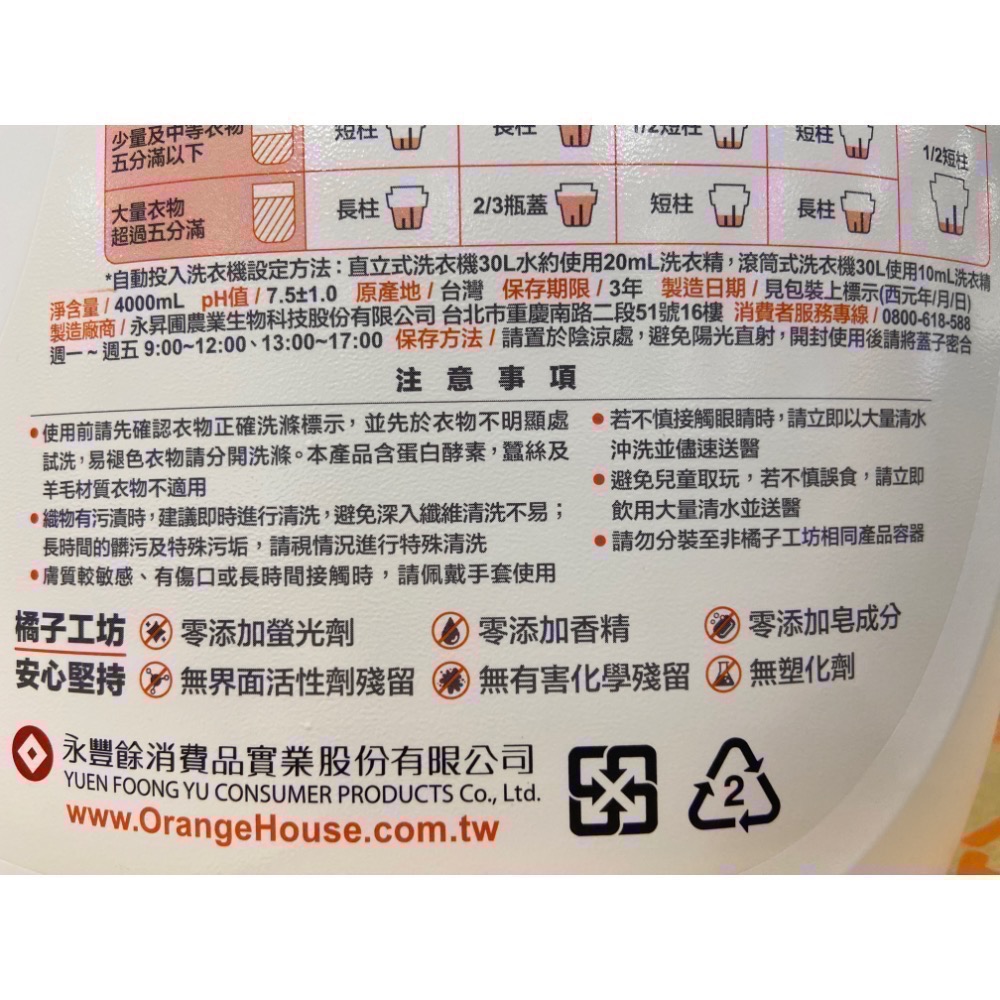 少量及中等衣物 短柱 長柱 1/2短柱 短柱 1/2短柱
五分滿以下
大量衣物 長柱 2/3瓶蓋 短柱 長柱
超過五分滿
*自動投入洗衣機設定方法：直立式洗衣機30L水約使用20mL洗衣精，滾筒式洗衣機30L使用10mL洗衣精
淨含量 / 4000mL pH值 / 7.5±1.0 原產地 / 台灣 保存期限 / 3年 製造日期 / 見包裝上標示(西元年/月/日)
製造廠商 / 永昇圃農業生物科技股份有限公司 台北市重慶南路二段51號16樓 消費者服務專線 / 0800-618-588
週一~週五 9:00~12:00、13:00~17:00 保存方法 / 請置於陰涼處，避免陽光直射，開封使用後請將蓋子密合
注意事項
•使用前請先確認衣物正確洗滌標示，並先於衣物不明顯處
試洗，易褪色衣物請分開洗滌。本產品含蛋白酵素，蠶絲及
羊毛材質衣物不適用
•織物有污漬時，建議即時進行清洗，避免深入纖維清洗不易；
長時間的髒污及特殊污垢，請視情況進行特殊清洗
•膚質較敏感、有傷口或長時間接觸時，請佩戴手套使用
•若不慎接觸眼睛時，請立即以大量清水
沖洗並儘速送醫
•避免兒童取玩，若不慎誤食，請立即
飲用大量清水並送醫
•請勿分裝至非橘子工坊相同產品容器
橘子工坊 零添加螢光劑 零添加香精 零添加皂成分
安心堅持 無界面活性劑殘留 無有害化學殘留 無塑化劑
永豐餘消費品實業股份有限公司
YUEN FOONG YU CONSUMER PRODUCTS Co., Ltd.
www.OrangeHouse.com.tw
2